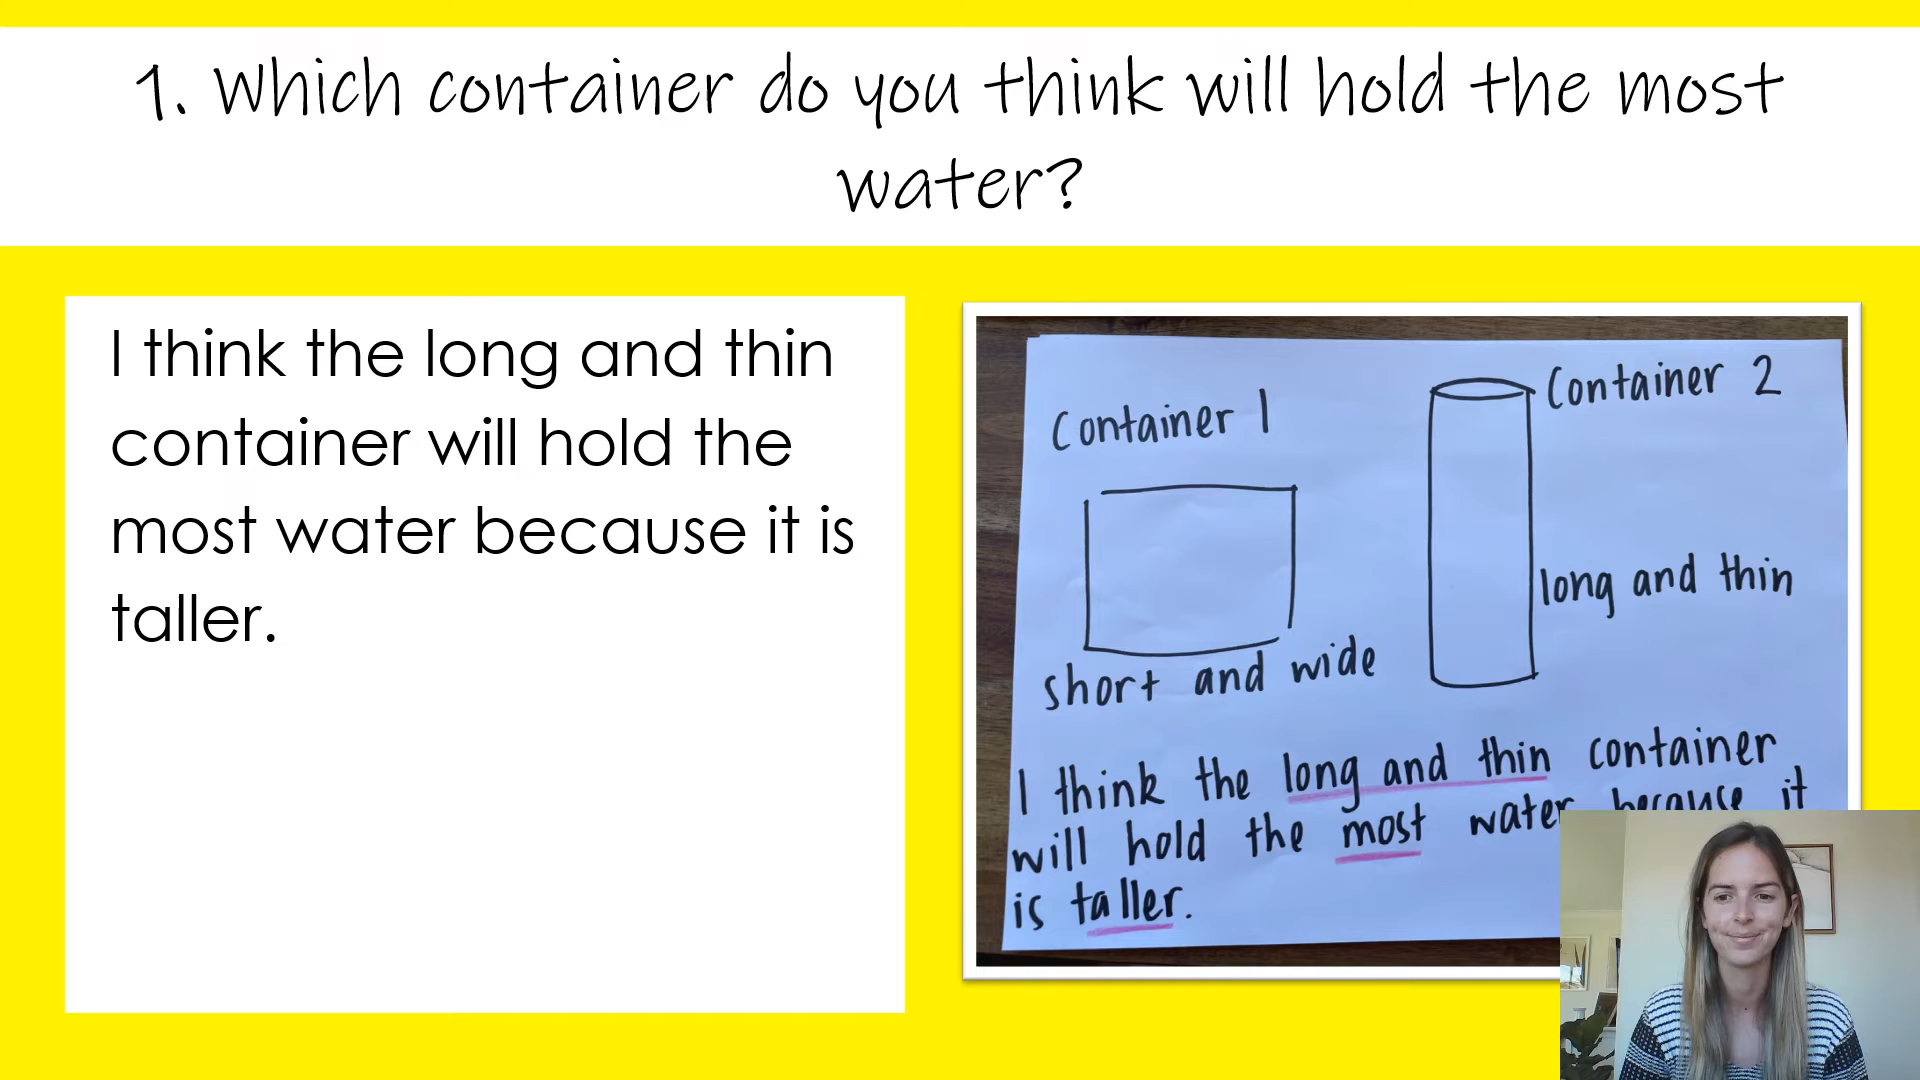 1. Which container do you think will hold the most
water?
I think the long and thin
container will hold the
most water because it is
taller.
Container 1
Container 2
long and thin
short and wide
I think the long and thin container
will hold the most water because it
is taller.